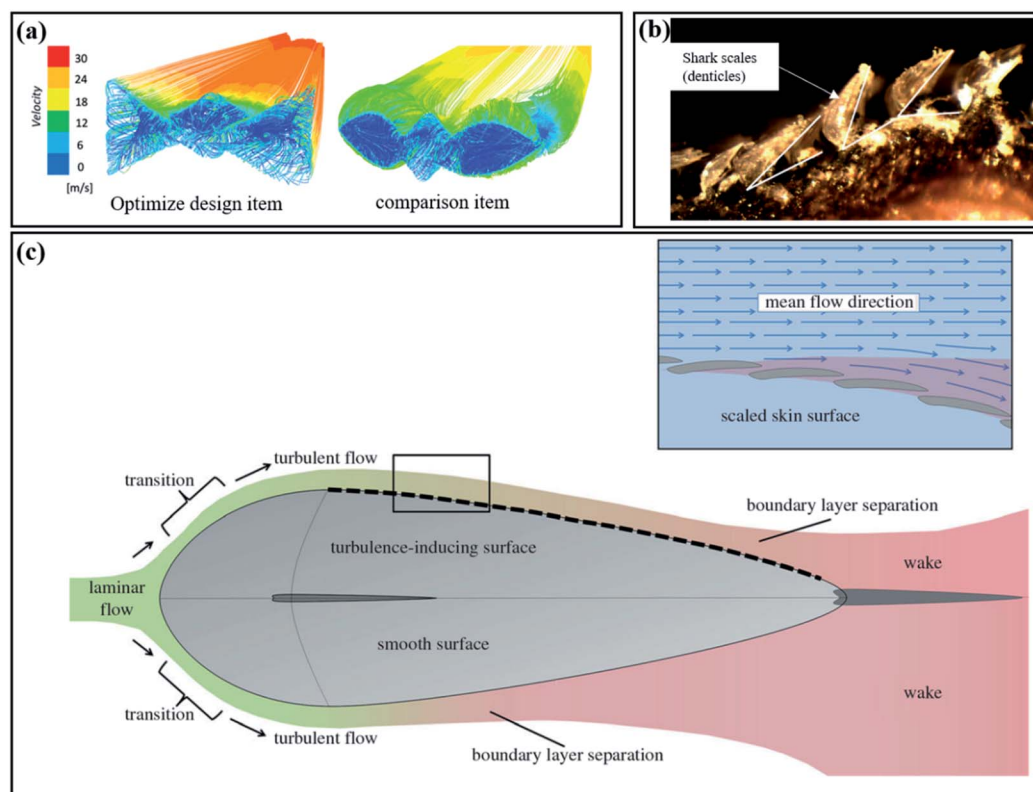 (a)
Velocity
30
24
18
12
6
0
[m/s]
Optimize design item
comparison item
(b)
Shark scales
(denticles)
(c)
mean flow direction
scaled skin surface
transition
turbulent flow
boundary layer separation
turbulence-inducing surface
wake
laminar
flow
smooth surface
wake
transition
turbulent flow
boundary layer separation